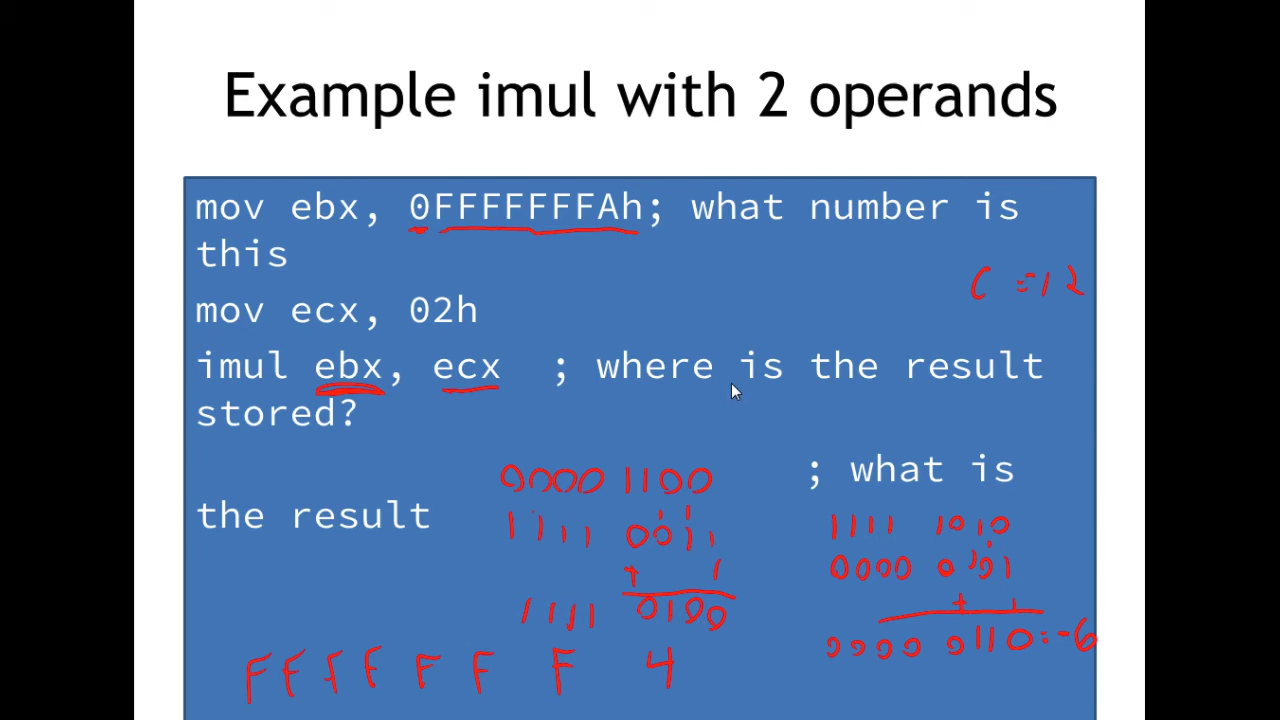 Example imul with 2 operands
mov ebx, 0FFFFFFFAh; what number is
this
C = 12
mov ecx, 02h
imul ebx, ecx ; where is the result
stored?
; what is
the result
0000 1100
1111 0011
+ 1
1111 0100
1111 1010
0000 0101
+ 1
0000 0110 = -6
F F F F F F F 4